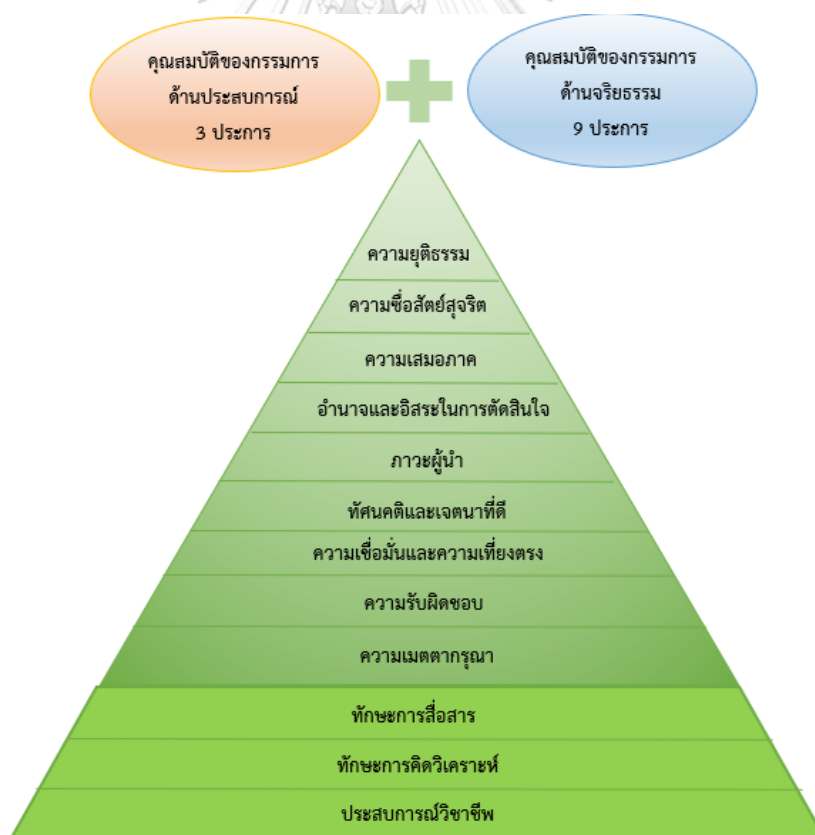 คุณสมบัติของกรรมการ
ด้านประสบการณ์
3 ประการ
คุณสมบัติของกรรมการ
ด้านจริยธรรม
9 ประการ
ความยุติธรรม
ความซื่อสัตย์สุจริต
ความเสมอภาค
อำนาจและอิสระในการตัดสินใจ
ภาวะผู้นำ
ทัศนคติและเจตนาที่ดี
ความเชื่อมั่นและความเที่ยงตรง
ความรับผิดชอบ
ความเมตตากรุณา
ทักษะการสื่อสาร
ทักษะการคิดวิเคราะห์
ประสบการณ์วิชาชีพ